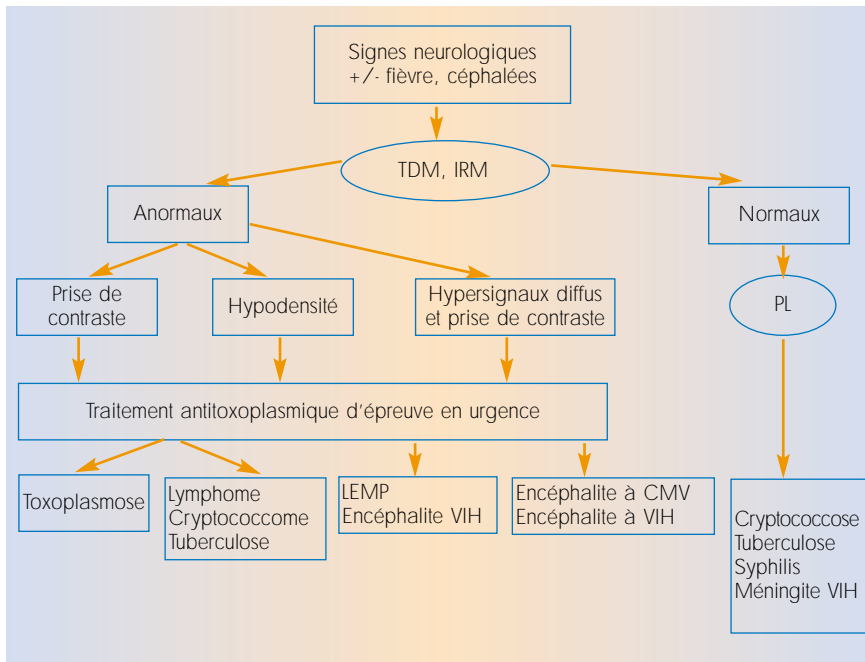 Signes neurologiques
+/- fièvre, céphalées
TDM, IRM
Anormaux
Normaux
Prise de
contraste
Hypodensité
Hypersignaux diffus
et prise de contraste
PL
Traitement antitoxoplasmique d'épreuve en urgence
Toxoplasmose
Lymphome
Cryptococcome
Tuberculose
LEMP
Encéphalite VIH
Encéphalite à CMV
Encéphalite à VIH
Cryptococcose
Tuberculose
Syphilis
Méningite VIH